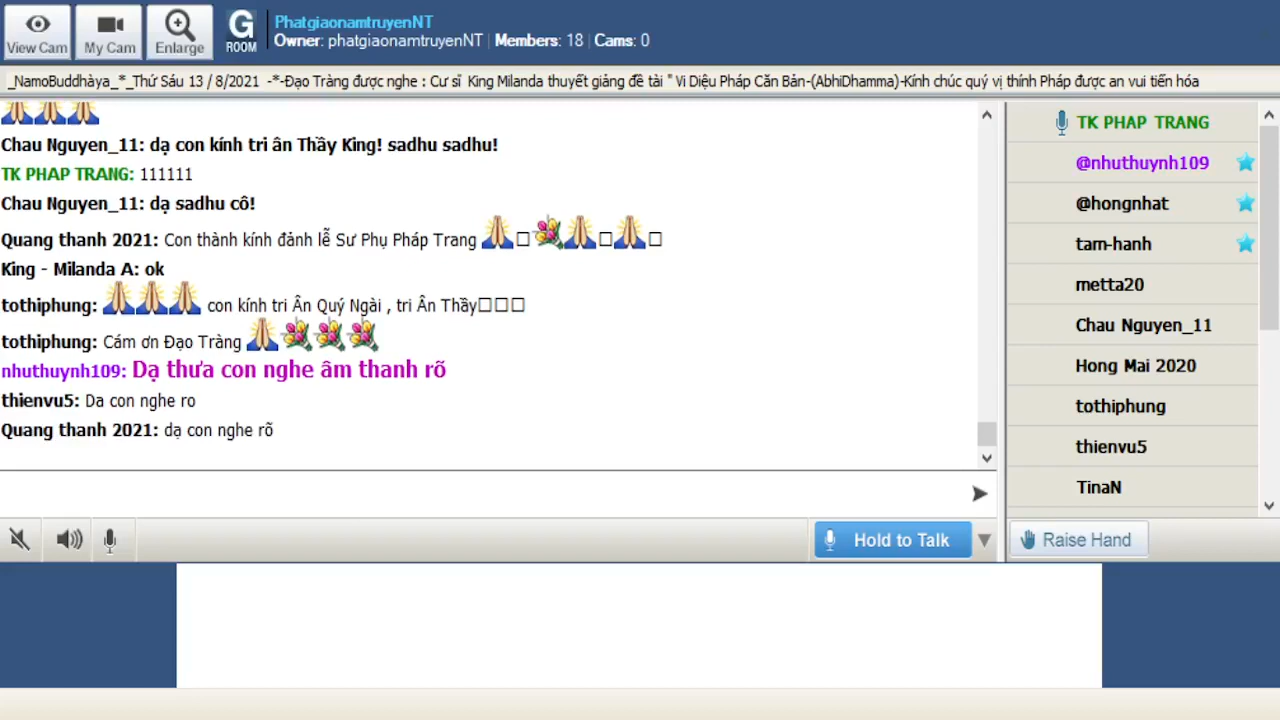 View Cam
My Cam
Enlarge
G
ROOM
PhatgiaonamtruyenNT
Owner: phatgiaonamtruyenNT | Members: 18 | Cams: 0
_NamoBuddhàya_*_Thứ Sáu 13 / 8/2021 -*-Đạo Tràng được nghe : Cư sĩ King Milanda thuyết giảng đề tài " Vi Diệu Pháp Căn Bản-(AbhiDhamma)-Kính chúc quý vị thính Pháp được an vui tiến hóa
Chau Nguyen_11: dạ con kính tri ân Thầy King! sadhu sadhu!
TK PHAP TRANG: 111111
Chau Nguyen_11: dạ sadhu cô!
Quang thanh 2021: Con thành kính đảnh lễ Sư Phụ Pháp Trang
King - Milanda A: ok
tothiphung: con kính tri Ân Quý Ngài , tri Ân Thầy
tothiphung: Cám ơn Đạo Tràng
nhuthuynh109: Dạ thưa con nghe âm thanh rõ
thienvu5: Da con nghe ro
Quang thanh 2021: dạ con nghe rõ
Hold to Talk
TK PHAP TRANG
@nhuthuynh109
@hongnhat
tam-hanh
metta20
Chau Nguyen_11
Hong Mai 2020
tothiphung
thienvu5
TinaN
Raise Hand